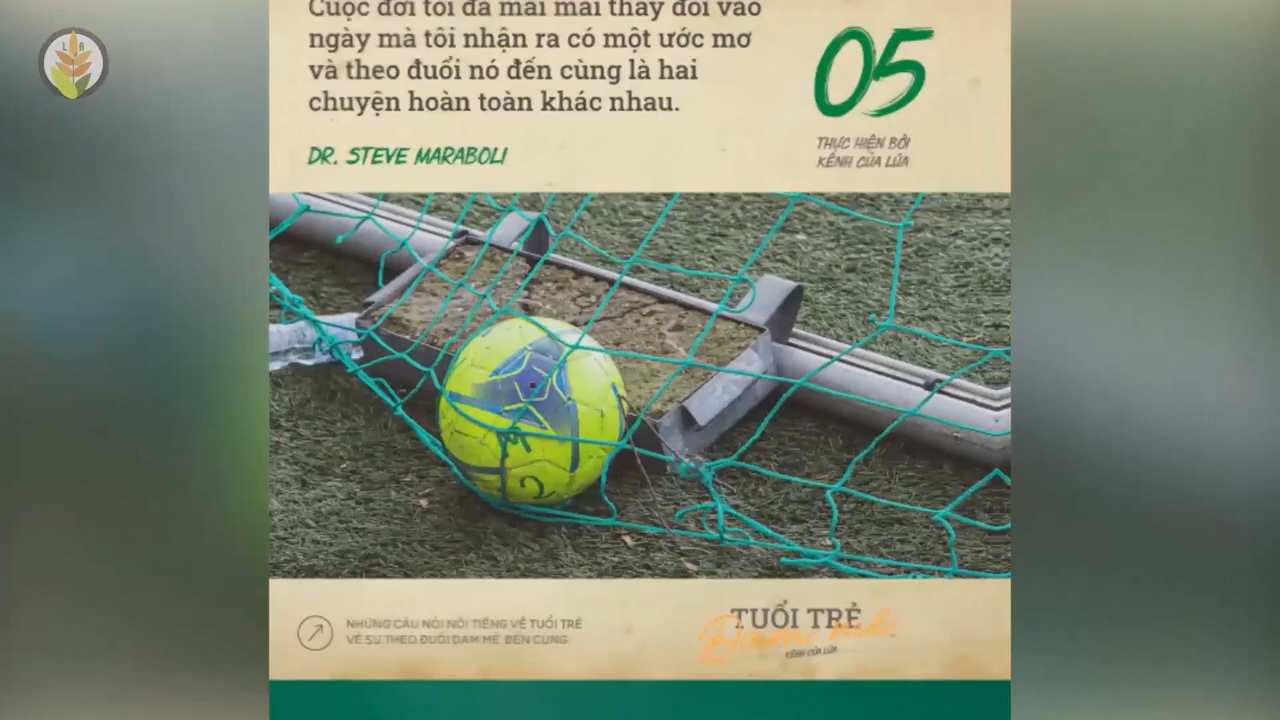 L A
Cuộc đời tôi đã mãi mãi thay đổi vào
ngày mà tôi nhận ra có một ước mơ
và theo đuổi nó đến cùng là hai
chuyện hoàn toàn khác nhau.
DR. STEVE MARABOLI
05
THỰC HIỆN BỞI
KÊNH CỦA LÚA
NHỮNG CÂU NÓI NỔI TIẾNG VỀ TUỔI TRẺ
VỀ SỰ THEO ĐUỔI ĐAM MÊ ĐẾN CÙNG
TUỔI TRẺ
Đam mê
KÊNH CỦA LÚA